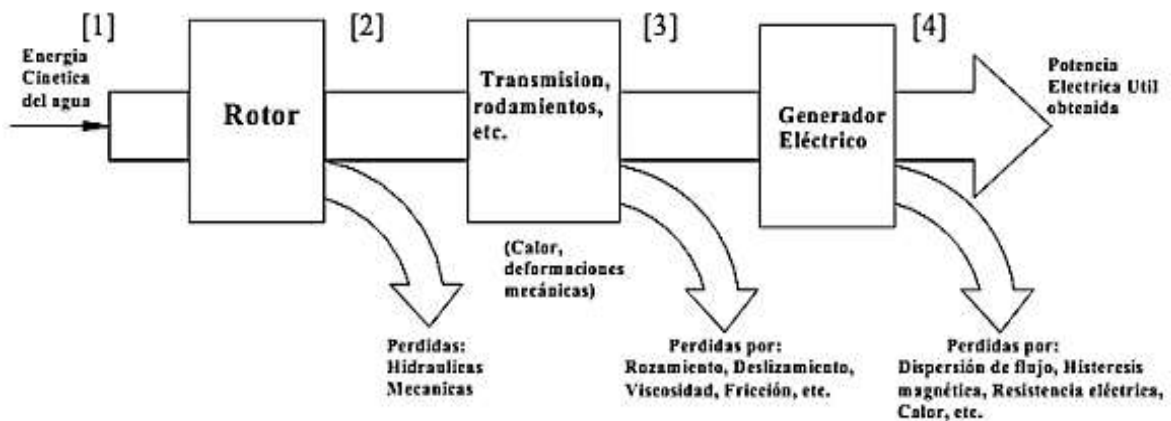 [1]
[2]
[3]
[4]
Energia
Cinetica
del agua
Rotor
Transmision,
rodamientos,
etc.
Generador
Eléctrico
Potencia
Electrica Util
obtenida
(Calor,
deformaciones
mecánicas)
Perdidas:
Hidraulicas
Mecanicas
Perdidas por:
Rozamiento, Deslizamiento,
Viscosidad, Fricción, etc.
Perdidas por:
Dispersión de flujo, Histeresis
magnética, Resistencia eléctrica,
Calor, etc.